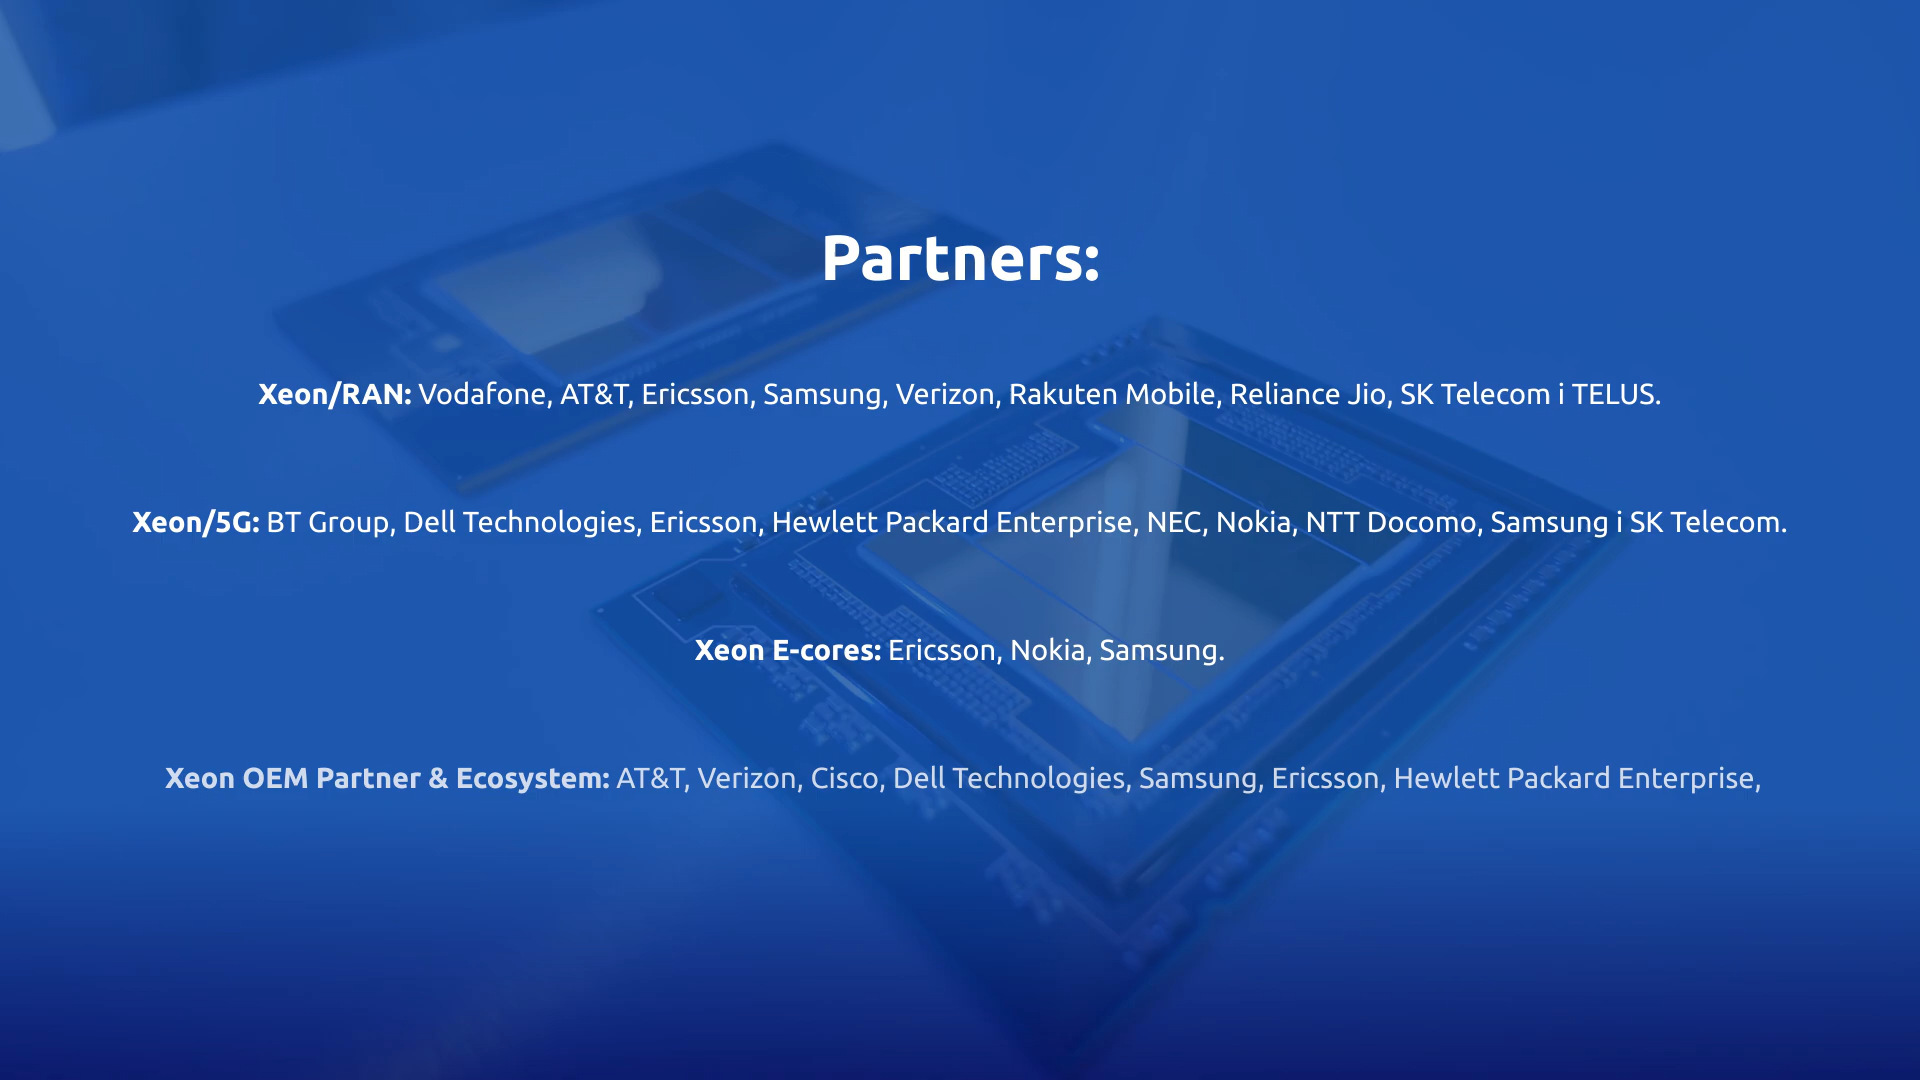 Partners:
Xeon/RAN: Vodafone, AT&T, Ericsson, Samsung, Verizon, Rakuten Mobile, Reliance Jio, SK Telecom i TELUS.
Xeon/5G: BT Group, Dell Technologies, Ericsson, Hewlett Packard Enterprise, NEC, Nokia, NTT Docomo, Samsung i SK Telecom.
Xeon E-cores: Ericsson, Nokia, Samsung.
Xeon OEM Partner & Ecosystem: AT&T, Verizon, Cisco, Dell Technologies, Samsung, Ericsson, Hewlett Packard Enterprise,